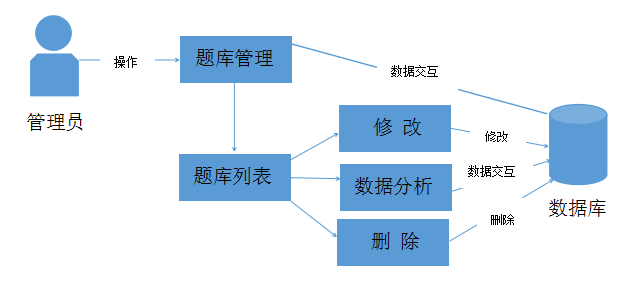 操作
题库管理
数据交互
管理员
修 改
修改
题库列表
数据分析
数据交互
数据库
删 除
删除